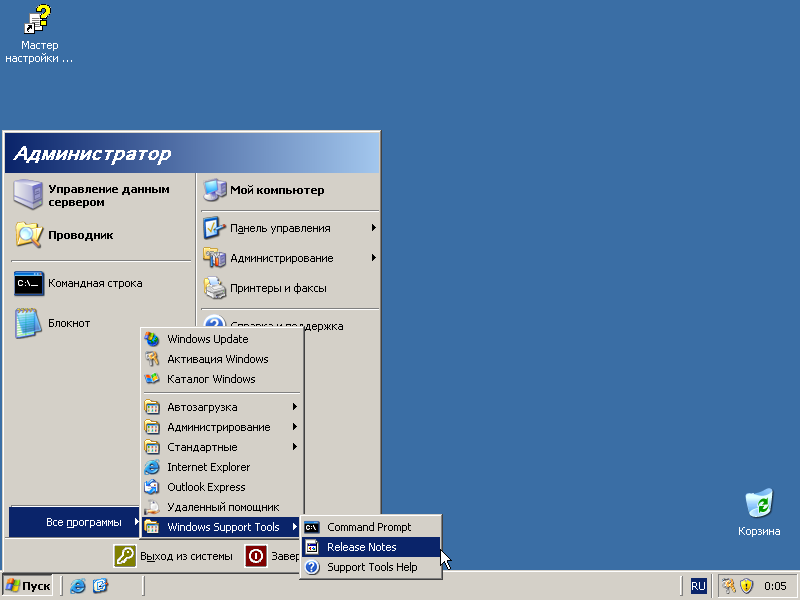 Мастер
настройки ...
Администратор
Управление данным
сервером
Проводник
Командная строка
Блокнот
Мой компьютер
Панель управления
Администрирование
Принтеры и факсы
Справка и поддержка
Windows Update
Активация Windows
Каталог Windows
Автозагрузка
Администрирование
Стандартные
Internet Explorer
Outlook Express
Удаленный помощник
Windows Support Tools
Command Prompt
Release Notes
Support Tools Help
Все программы
Выход из системы
Завер
Корзина
Пуск
RU
0:05